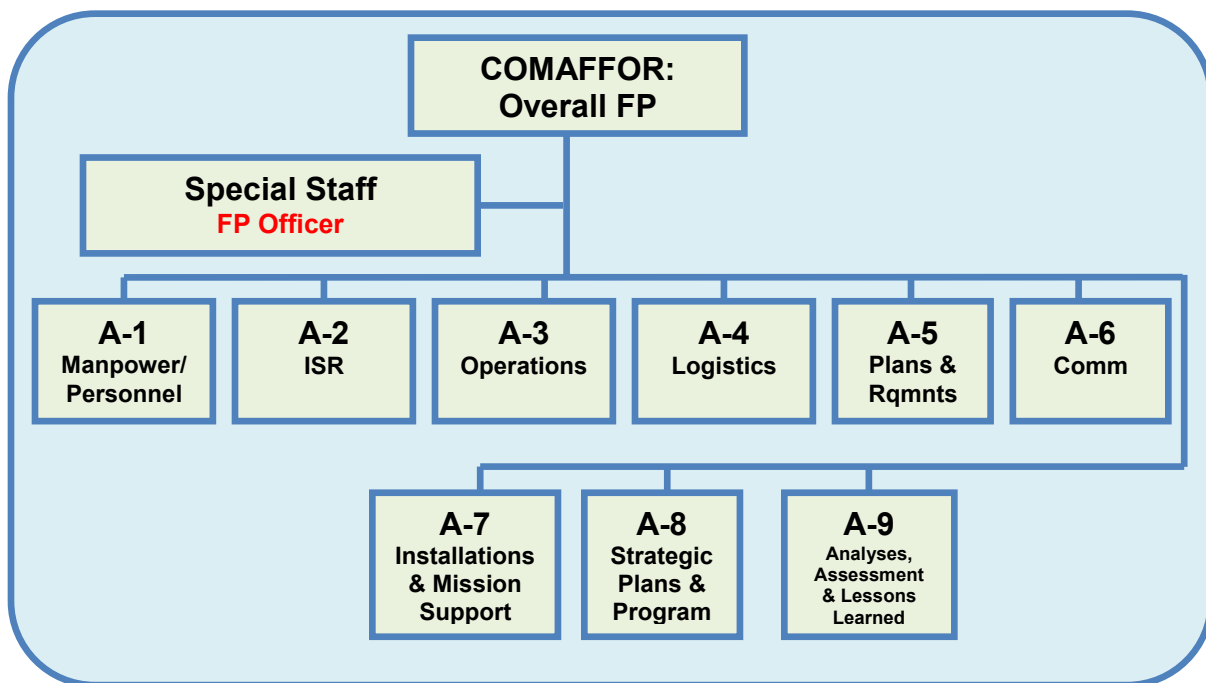 COMAFFOR:
Overall FP
Special Staff
FP Officer
A-1
Manpower/
Personnel
A-2
ISR
A-3
Operations
A-4
Logistics
A-5
Plans &
Rqmnts
A-6
Comm
A-7
Installations
& Mission
Support
A-8
Strategic
Plans &
Program
A-9
Analyses,
Assessment
& Lessons
Learned